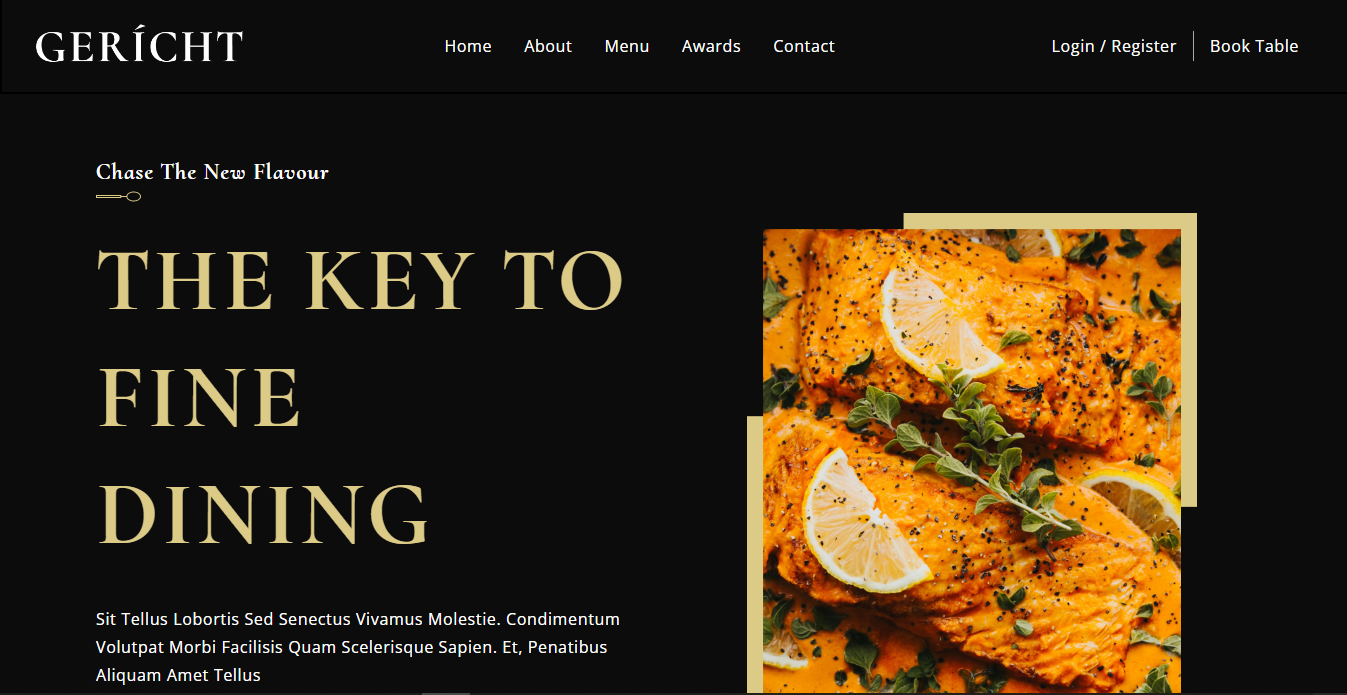 GERÍCHT
Home About Menu Awards Contact
Login / Register Book Table
Chase The New Flavour
THE KEY TO
FINE
DINING
Sit Tellus Lobortis Sed Senectus Vivamus Molestie. Condimentum
Volutpat Morbi Facilisis Quam Scelerisque Sapien. Et, Penatibus
Aliquam Amet Tellus